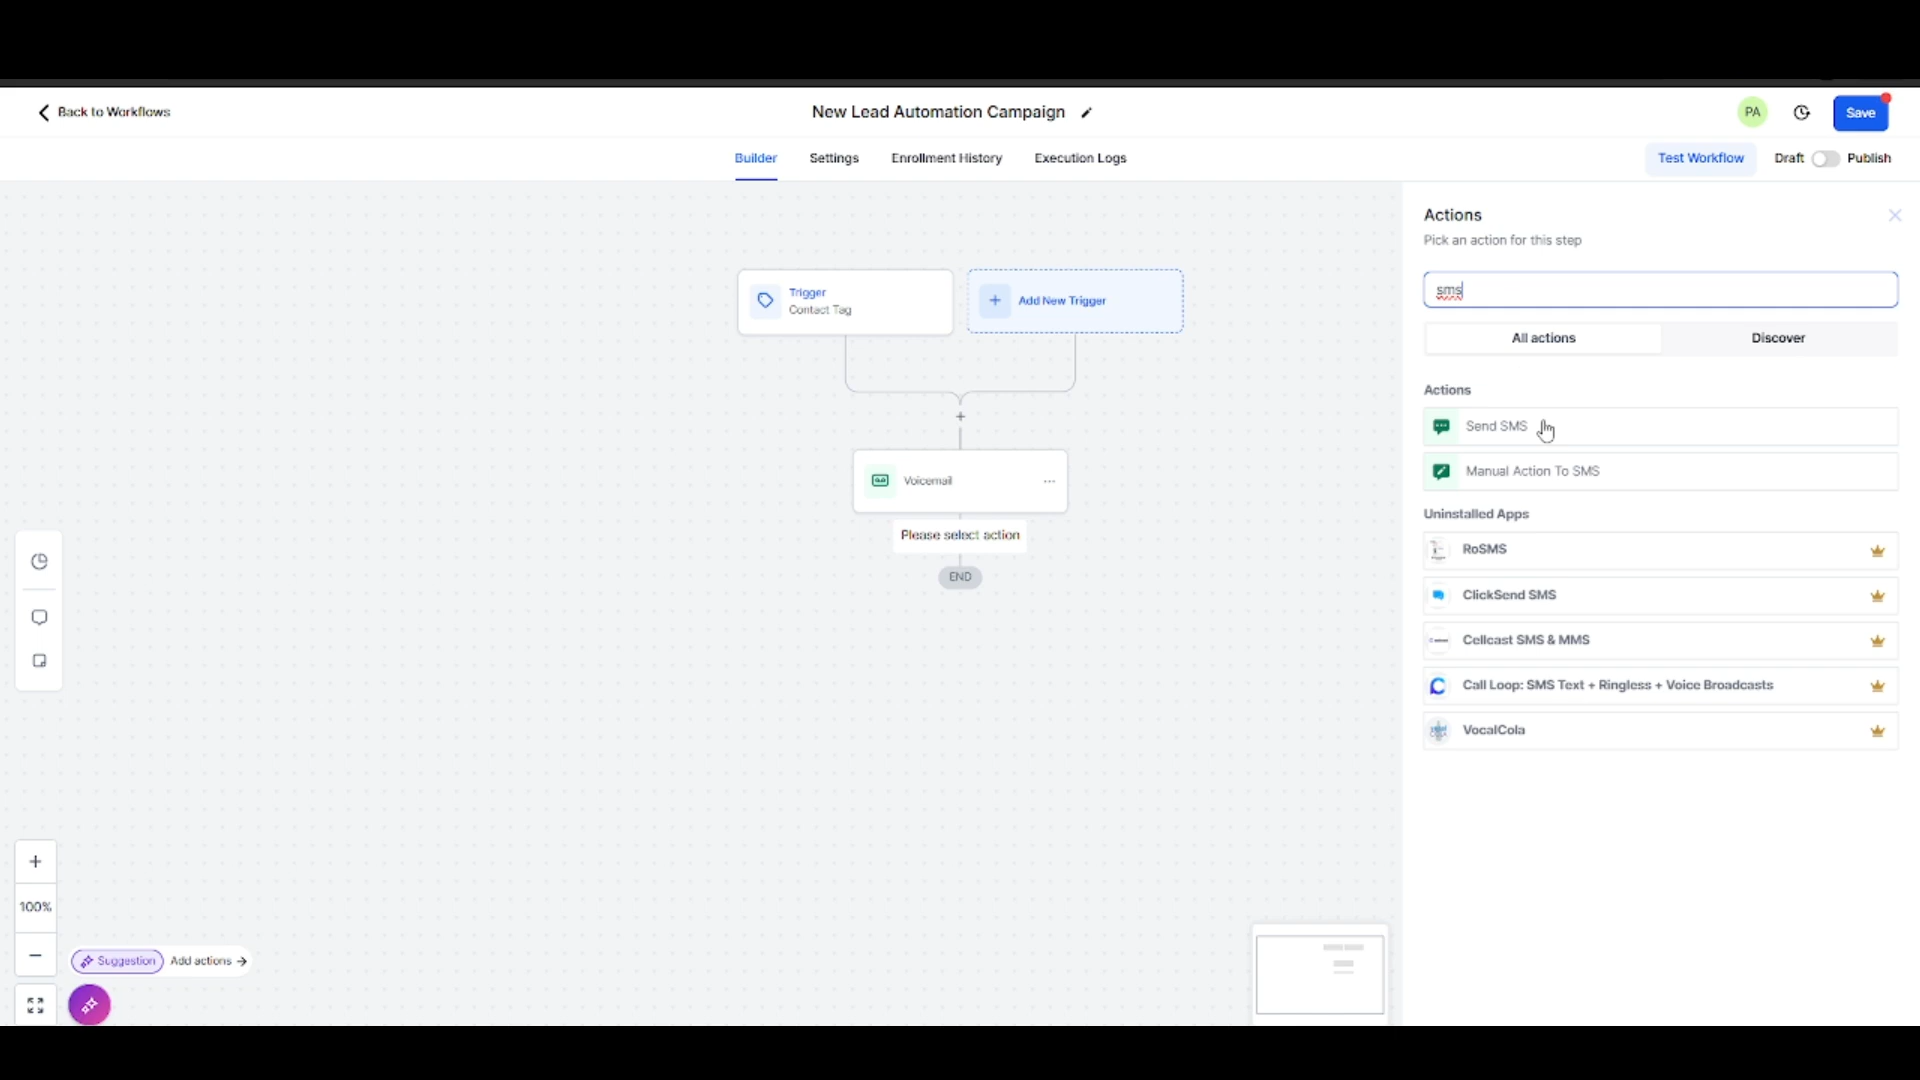 Back to Workflows
New Lead Automation Campaign
PA
Save
Builder
Settings
Enrollment History
Execution Logs
Test Workflow
Draft
Publish
Actions
Pick an action for this step
sms
All actions
Discover
Actions
Send SMS
Manual Action To SMS
Uninstalled Apps
RoSMS
ClickSend SMS
Cellcast SMS & MMS
Call Loop: SMS Text + Ringless + Voice Broadcasts
VocalCola
Trigger
Contact Tag
Add New Trigger
Voicemail
Please select action
END
100%
Suggestion
Add actions